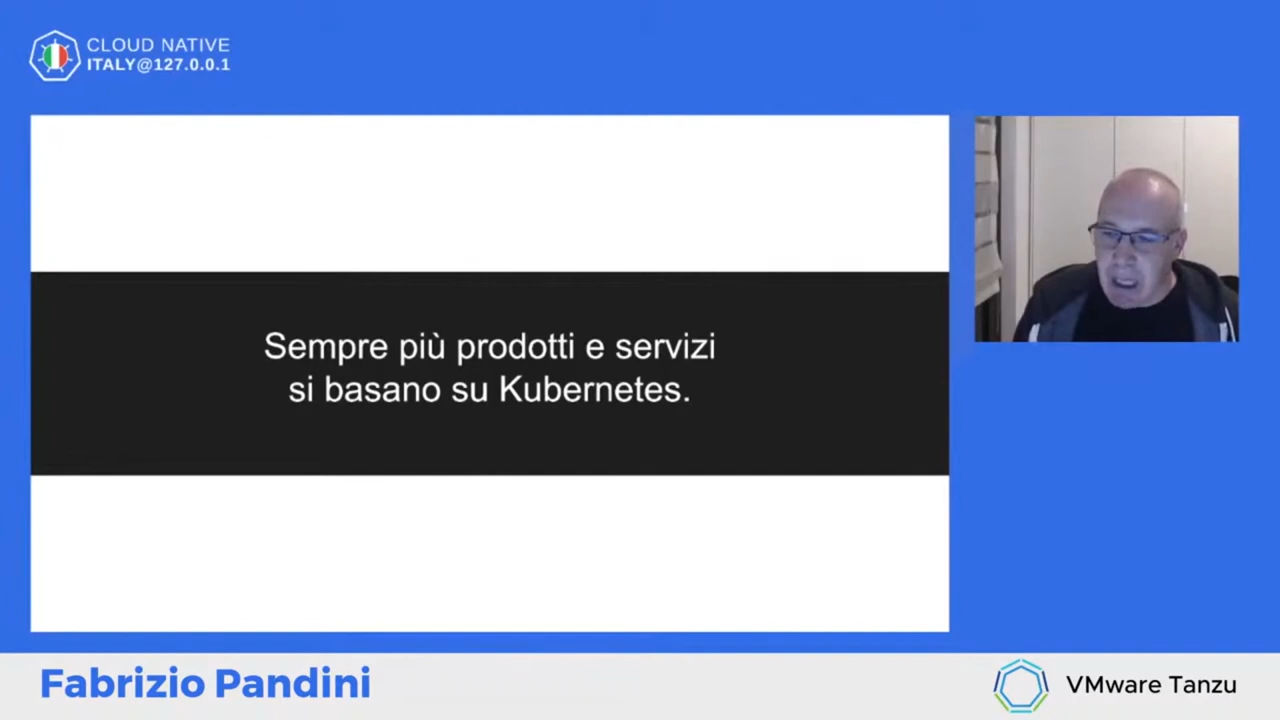 CLOUD NATIVE
ITALY@127.0.0.1
Sempre più prodotti e servizi
si basano su Kubernetes.
Fabrizio Pandini
VMware Tanzu